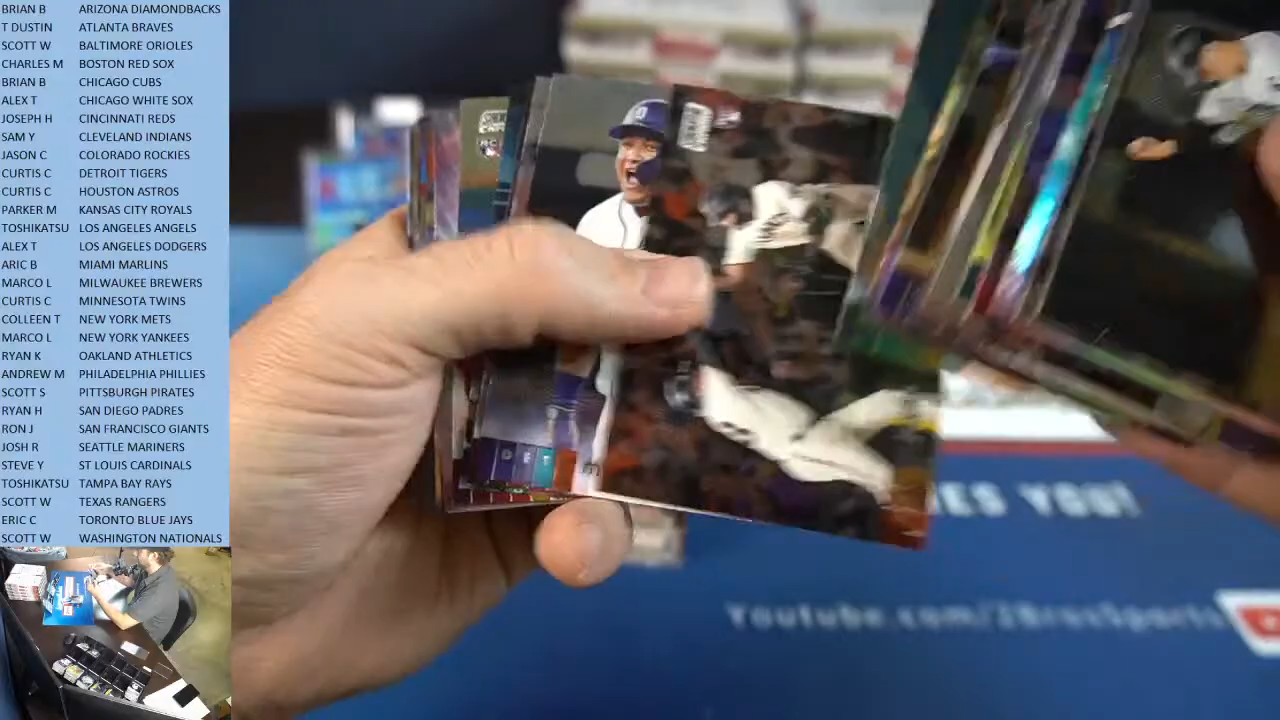 BRIAN B ARIZONA DIAMONDBACKS
T DUSTIN ATLANTA BRAVES
SCOTT W BALTIMORE ORIOLES
CHARLES M BOSTON RED SOX
BRIAN B CHICAGO CUBS
ALEX T CHICAGO WHITE SOX
JOSEPH H CINCINNATI REDS
SAM Y CLEVELAND INDIANS
JASON C COLORADO ROCKIES
CURTIS C DETROIT TIGERS
CURTIS C HOUSTON ASTROS
PARKER M KANSAS CITY ROYALS
TOSHIKATSU LOS ANGELES ANGELS
ALEX T LOS ANGELES DODGERS
ARIC B MIAMI MARLINS
MARCO L MILWAUKEE BREWERS
CURTIS C MINNESOTA TWINS
COLLEEN T NEW YORK METS
MARCO L NEW YORK YANKEES
RYAN K OAKLAND ATHLETICS
ANDREW M PHILADELPHIA PHILLIES
SCOTT S PITTSBURGH PIRATES
RYAN H SAN DIEGO PADRES
RON J SAN FRANCISCO GIANTS
JOSH R SEATTLE MARINERS
STEVE Y ST LOUIS CARDINALS
TOSHIKATSU TAMPA BAY RAYS
SCOTT W TEXAS RANGERS
ERIC C TORONTO BLUE JAYS
SCOTT W WASHINGTON NATIONALS
YOU!
Youtube.com/2BrosSports